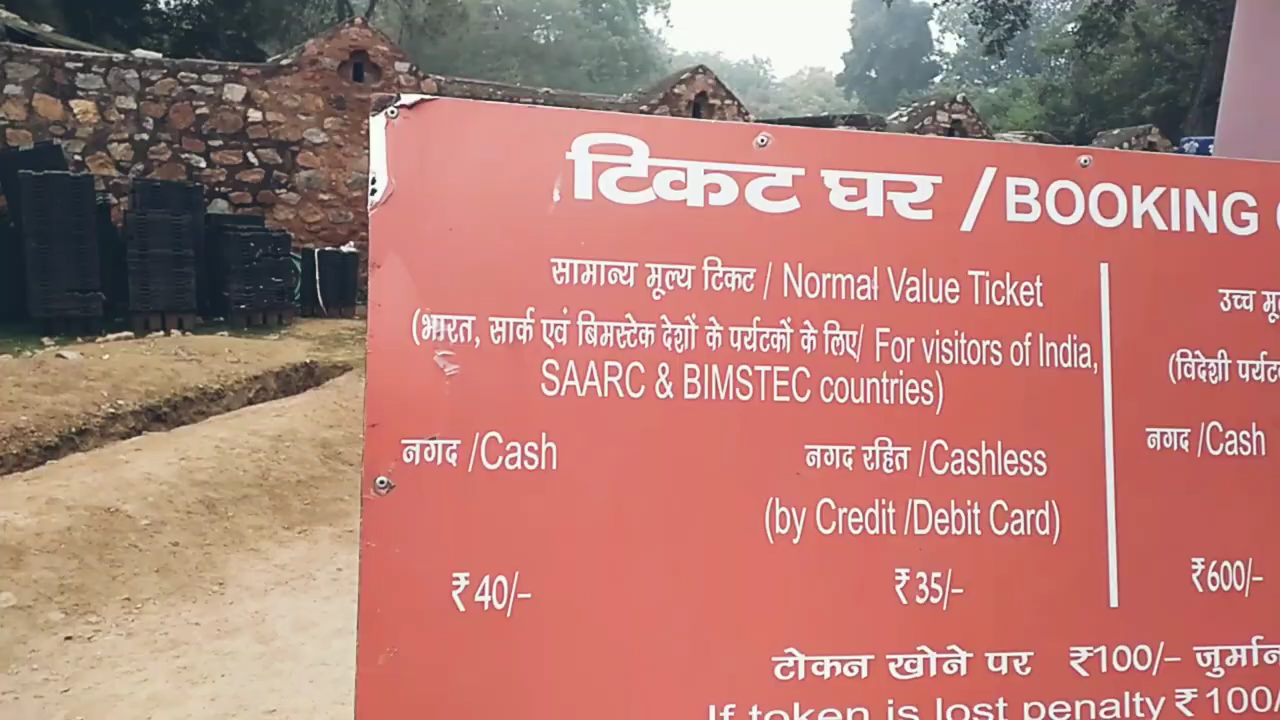 टिकट घर /BOOKING
सामान्य मूल्य टिकट / Normal Value Ticket
(भारत, सार्क एवं बिमस्टेक देशों के पर्यटकों के लिए/ For visitors of India,
SAARC & BIMSTEC countries)
नगद /Cash
नगद रहित /Cashless
(by Credit /Debit Card)
₹ 40/-
₹ 35/-
उच्च
(विदेशी
नगद /Cash
₹600/-
टोकन खोने पर ₹100/-
If token is lost penalty ₹ 100/